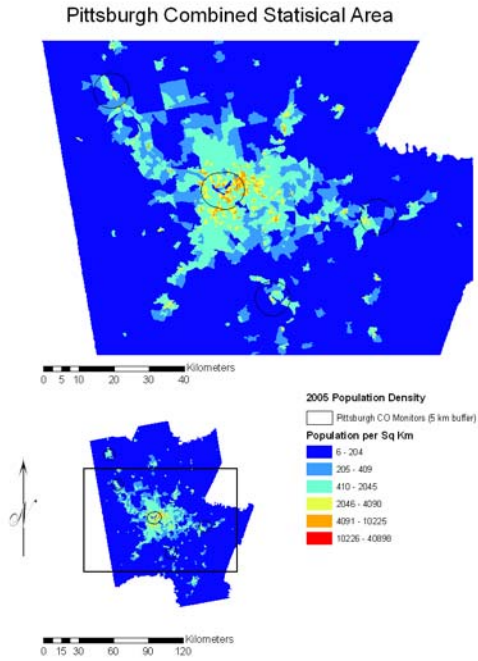 Pittsburgh Combined Statisical Area
Kilometers
0 5 10 20 30 40
2005 Population Density
Pittsburgh CO Monitors (5 km buffer)
Population per Sq Km
6 - 204
205 - 409
410 - 2045
2046 - 4090
4091 - 10225
10226 - 40898
N
Kilometers
0 15 30 60 90 120